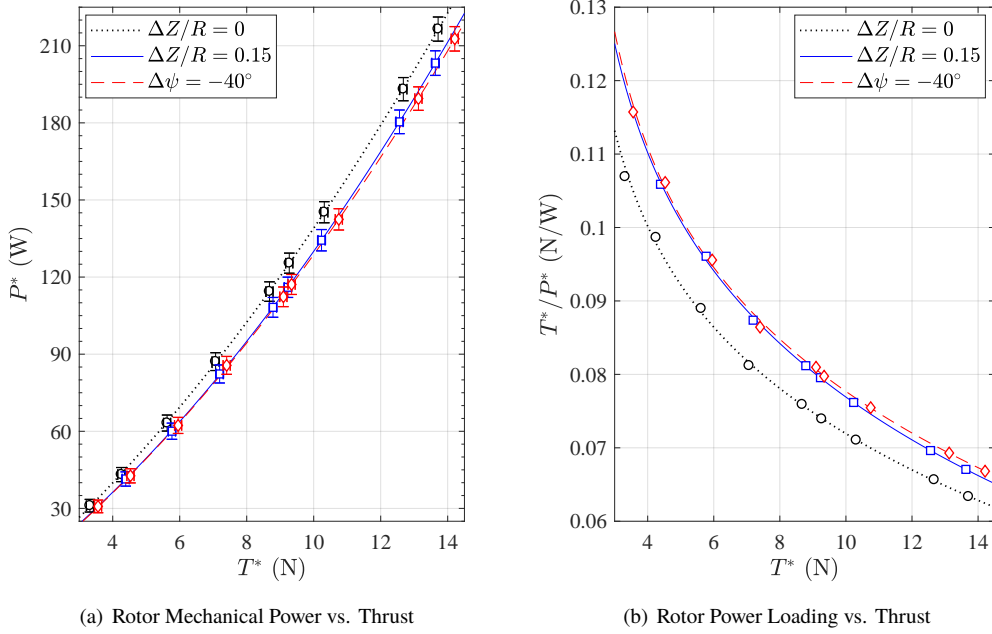 ΔZ/R = 0
ΔZ/R = 0.15
Δψ = −40°
210
180
150
120
90
60
30
P* (W)
4 6 8 10 12 14
T* (N)
(a) Rotor Mechanical Power vs. Thrust
ΔZ/R = 0
ΔZ/R = 0.15
Δψ = −40°
0.13
0.12
0.11
0.1
0.09
0.08
0.07
0.06
T*/P* (N/W)
4 6 8 10 12 14
T* (N)
(b) Rotor Power Loading vs. Thrust